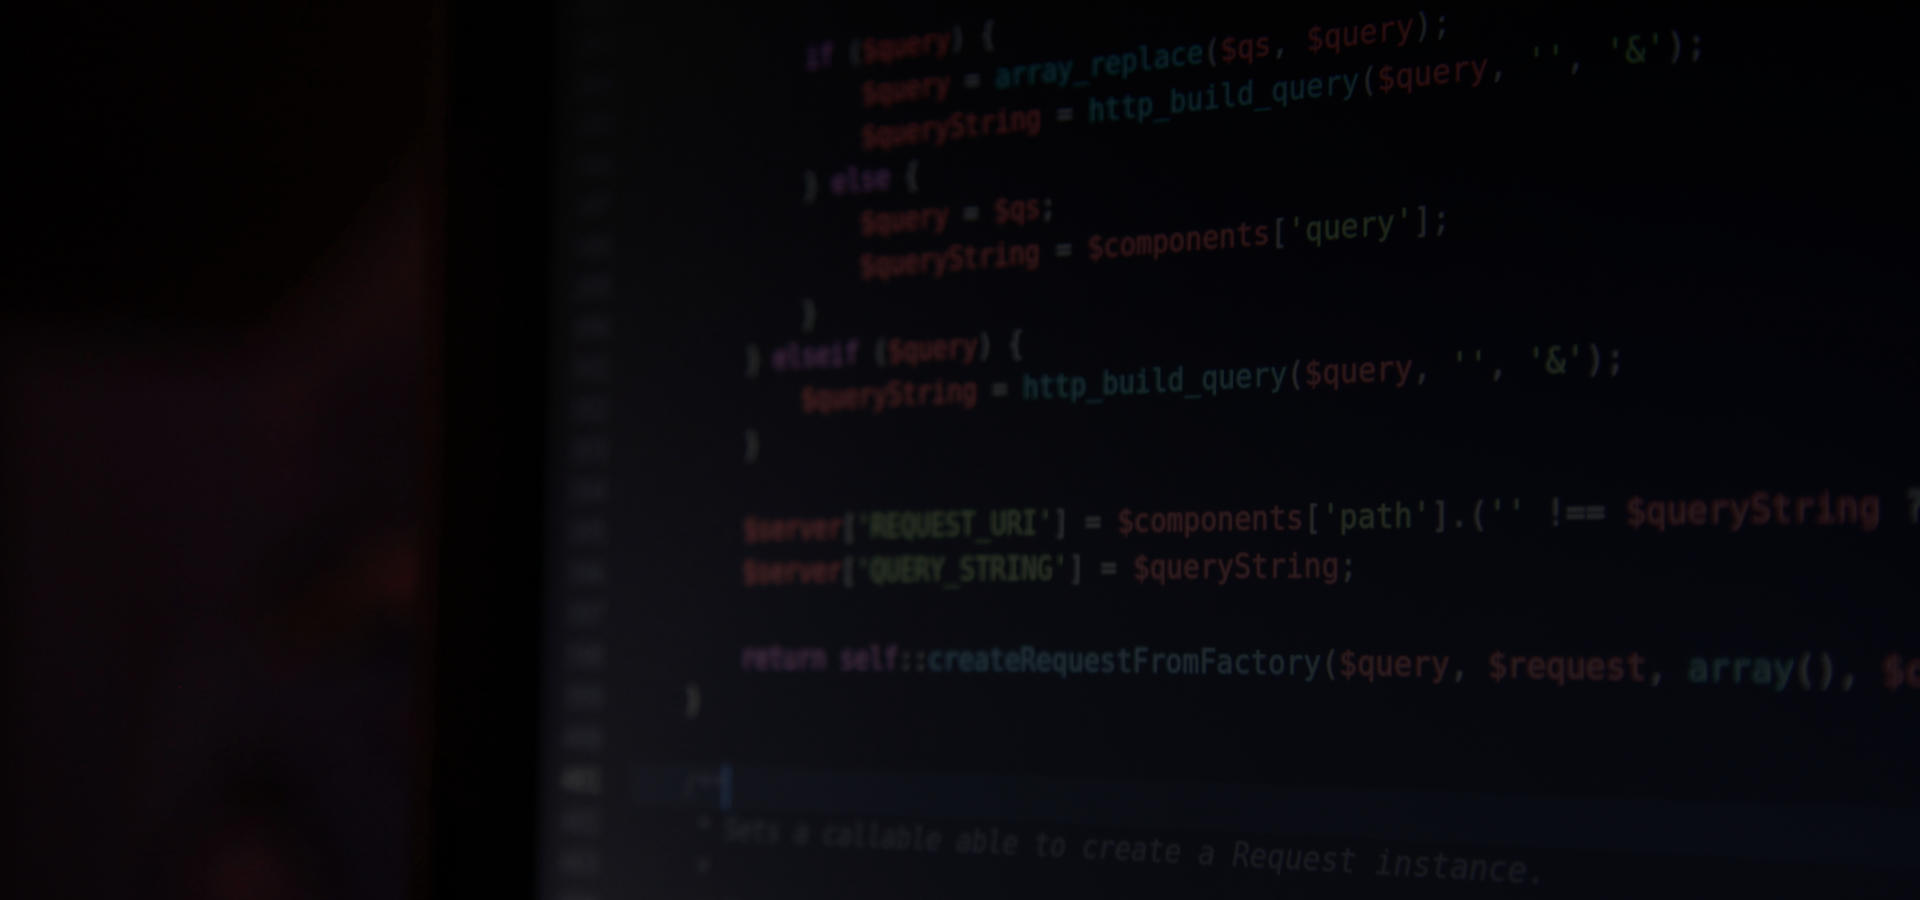 if ($query) {
$query = array_replace($qs, $query);
$queryString = http_build_query($query, '', '&');
} else {
$query = $qs;
$queryString = $components['query'];
}
} elseif ($query) {
$queryString = http_build_query($query, '', '&');
}
$server['REQUEST_URI'] = $components['path'].('' !== $queryString ?
$server['QUERY_STRING'] = $queryString;
return self::createRequestFromFactory($query, $request, array(), $c
}
/**
* Sets a callable able to create a Request instance.
*